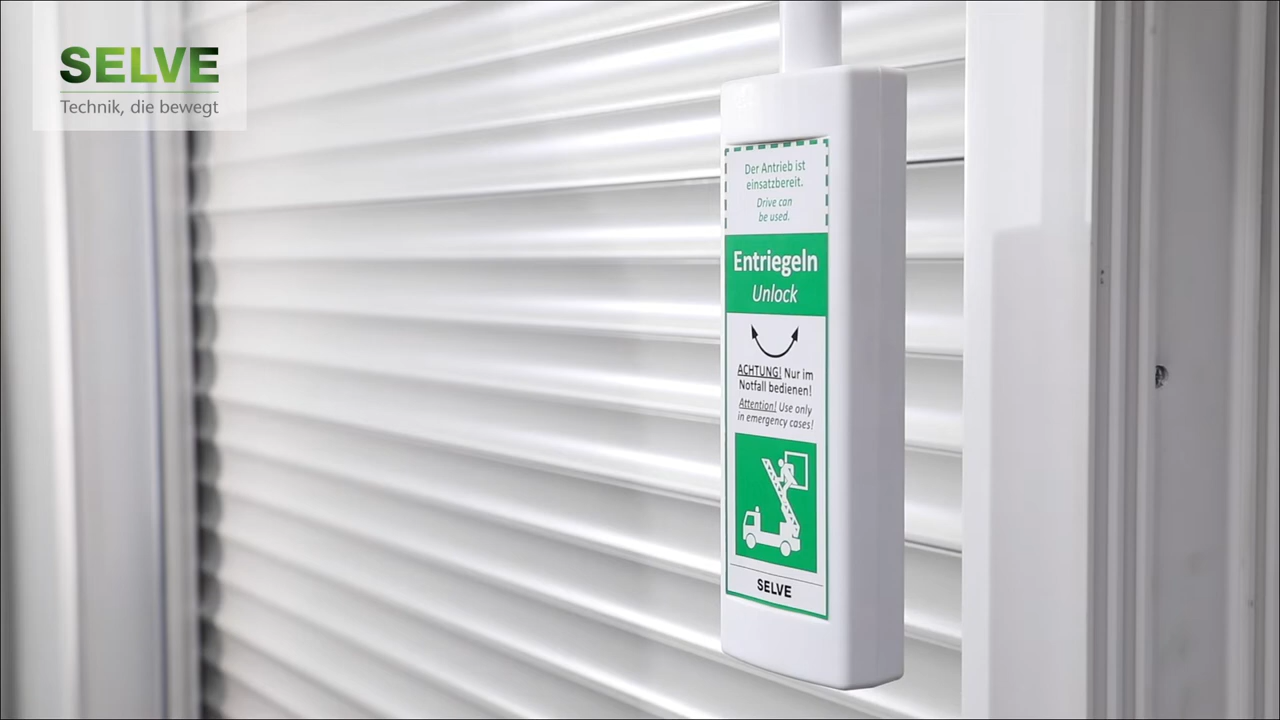 SELVE
Technik, die bewegt
Der Antrieb ist
einsatzbereit.
Drive can
be used.
Entriegeln
Unlock
ACHTUNG! Nur im
Notfall bedienen!
Attention! Use only
in emergency cases!
SELVE